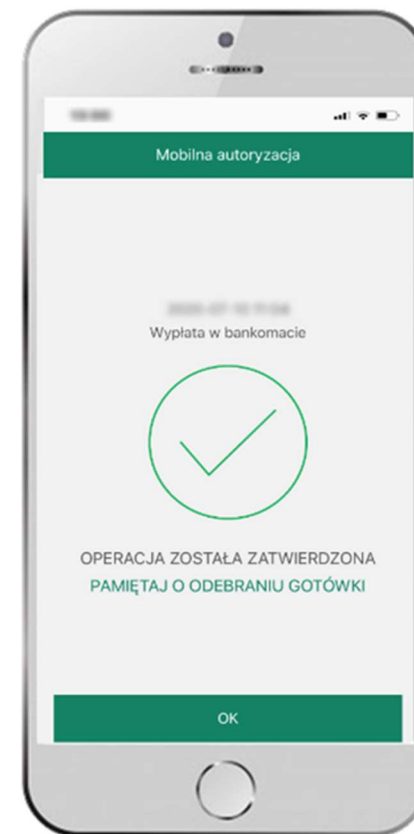 Mobilna autoryzacja
Wypłata w bankomacie
OPERACJA ZOSTAŁA ZATWIERDZONA
PAMIĘTAJ O ODEBRANIU GOTÓWKI
OK